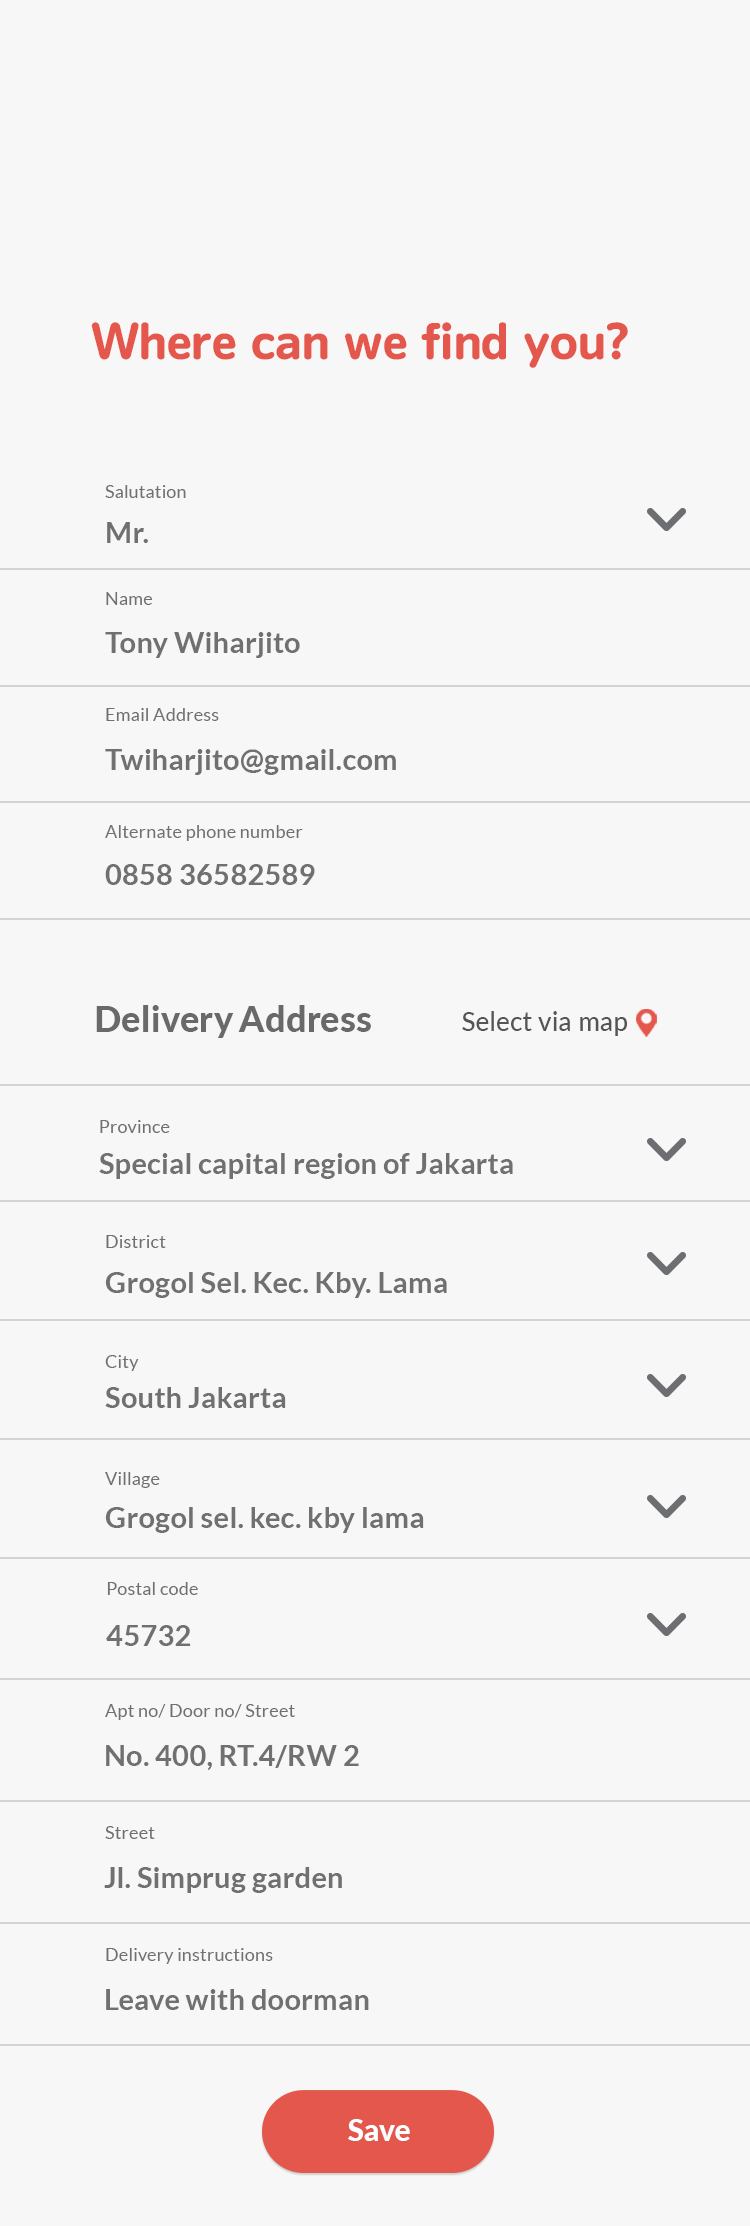 Where can we find you?
Salutation
Mr.
Name
Tony Wiharjito
Email Address
Twiharjito@gmail.com
Alternate phone number
0858 36582589
Delivery Address Select via map
Province
Special capital region of Jakarta
District
Grogol Sel. Kec. Kby. Lama
City
South Jakarta
Village
Grogol sel. kec. kby lama
Postal code
45732
Apt no/ Door no/ Street
No. 400, RT.4/RW 2
Street
Jl. Simprug garden
Delivery instructions
Leave with doorman
Save